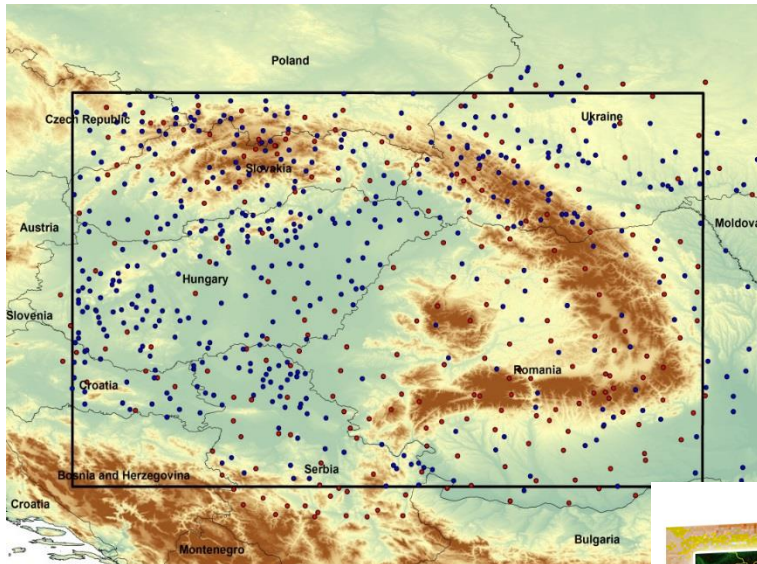 Poland
Czech Republic
Ukraine
Slovakia
Austria
Moldova
Hungary
Slovenia
Romania
Croatia
Bosnia and Herzegovina
Serbia
Croatia
Bulgaria
Montenegro